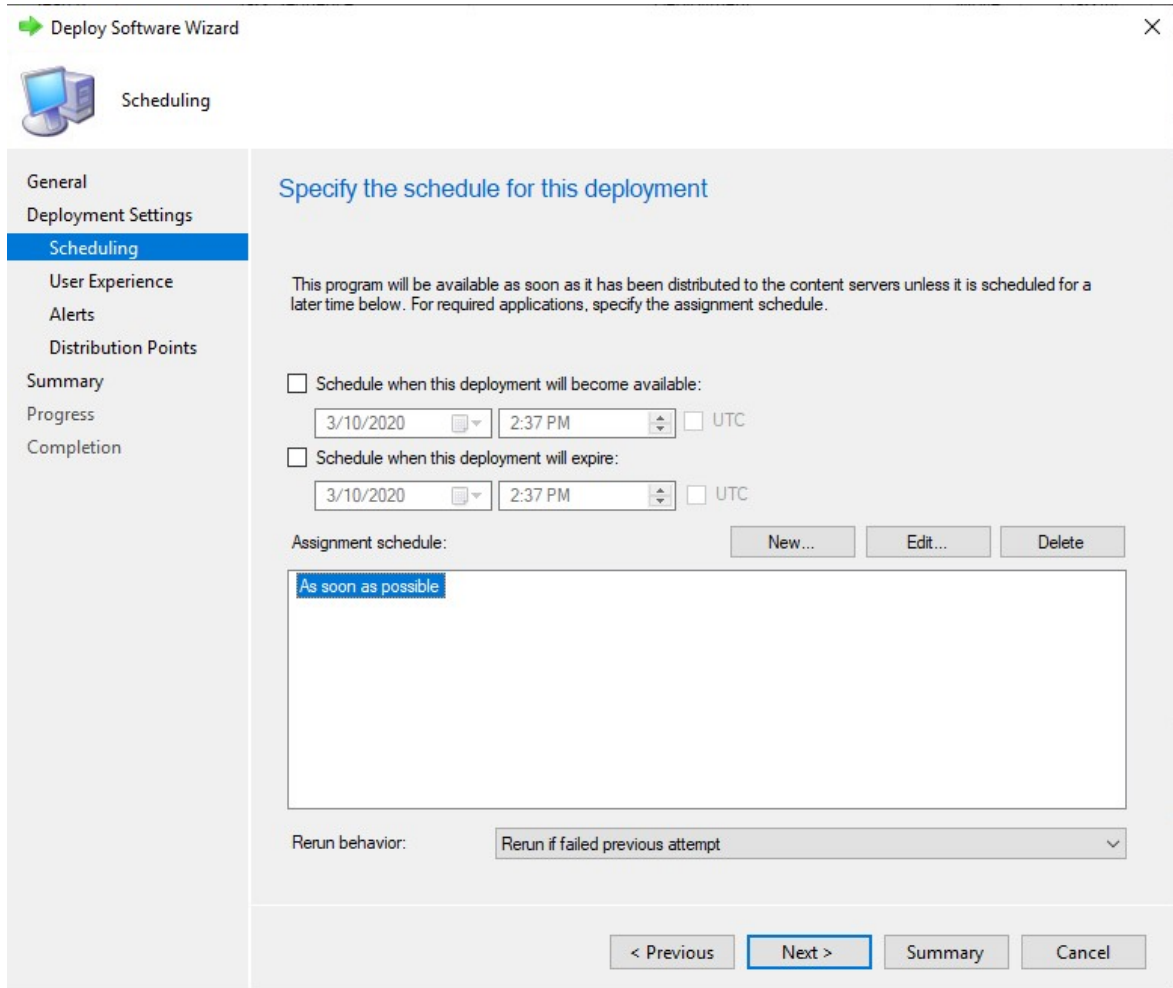 Deploy Software Wizard
Scheduling
General
Deployment Settings
Scheduling
User Experience
Alerts
Distribution Points
Summary
Progress
Completion
Specify the schedule for this deployment
This program will be available as soon as it has been distributed to the content servers unless it is scheduled for a
later time below. For required applications, specify the assignment schedule.
Schedule when this deployment will become available:
3/10/2020 2:37 PM UTC
Schedule when this deployment will expire:
3/10/2020 2:37 PM UTC
Assignment schedule: New... Edit... Delete
As soon as possible
Rerun behavior: Rerun if failed previous attempt
< Previous Next > Summary Cancel